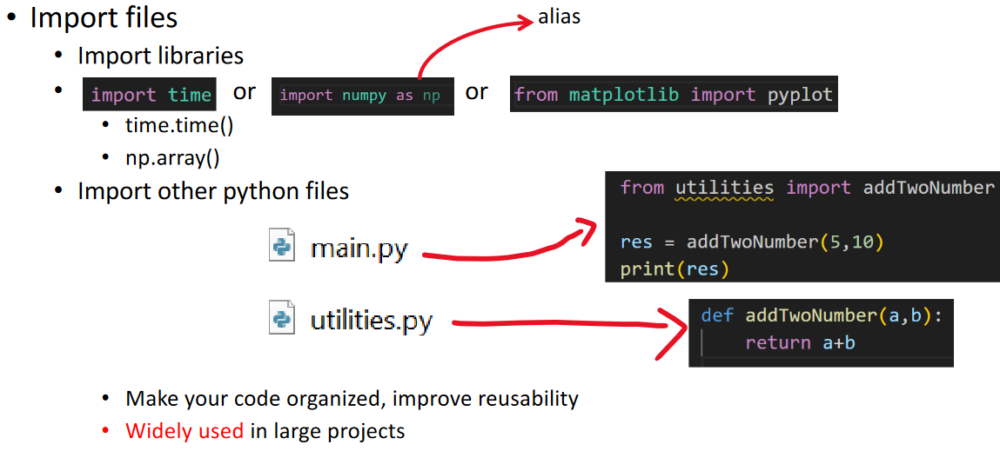 • Import files
alias
• Import libraries
• import time or import numpy as np or from matplotlib import pyplot
• time.time()
• np.array()
• Import other python files
from utilities import addTwoNumber
main.py
res = addTwoNumber(5,10)
print(res)
utilities.py
def addTwoNumber(a,b):
    return a+b
• Make your code organized, improve reusability
• Widely used in large projects